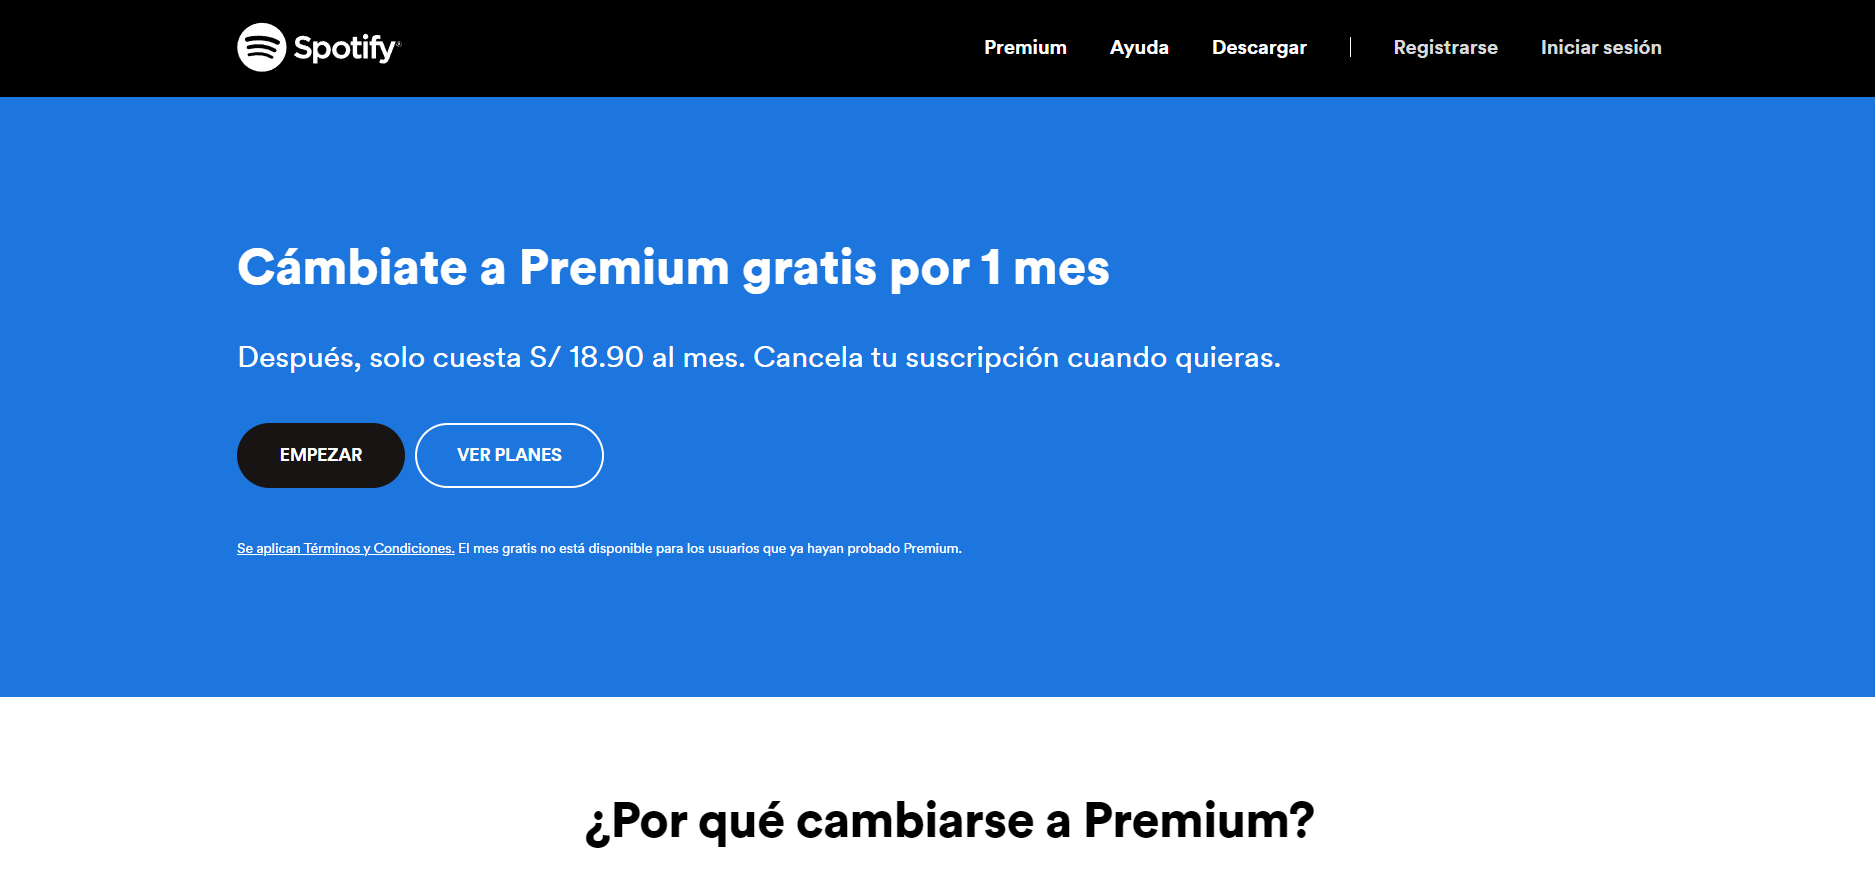 Spotify®
Premium Ayuda Descargar | Registrarse Iniciar sesión
Cámbiate a Premium gratis por 1 mes
Después, solo cuesta S/ 18.90 al mes. Cancela tu suscripción cuando quieras.
EMPEZAR VER PLANES
Se aplican Términos y Condiciones. El mes gratis no está disponible para los usuarios que ya hayan probado Premium.
¿Por qué cambiarse a Premium?